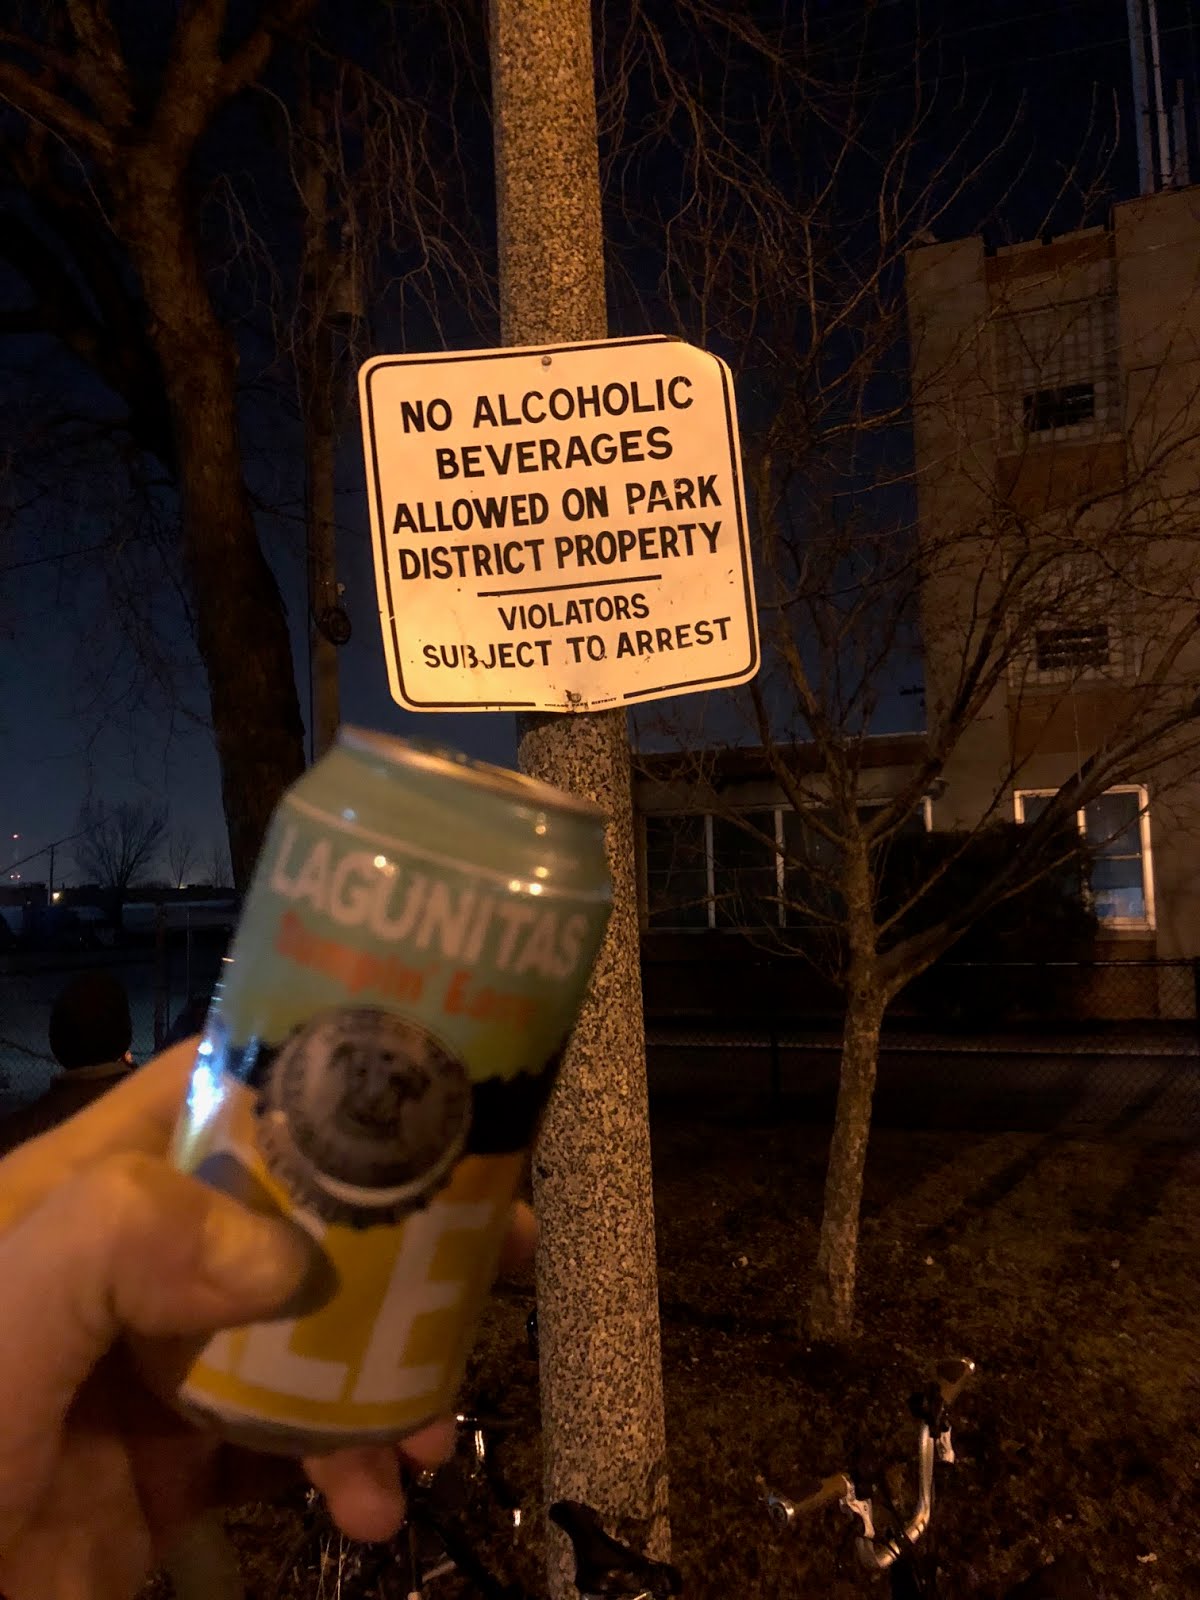 NO ALCOHOLIC
BEVERAGES
ALLOWED ON PARK
DISTRICT PROPERTY
VIOLATORS
SUBJECT TO ARREST
LAGUNITAS